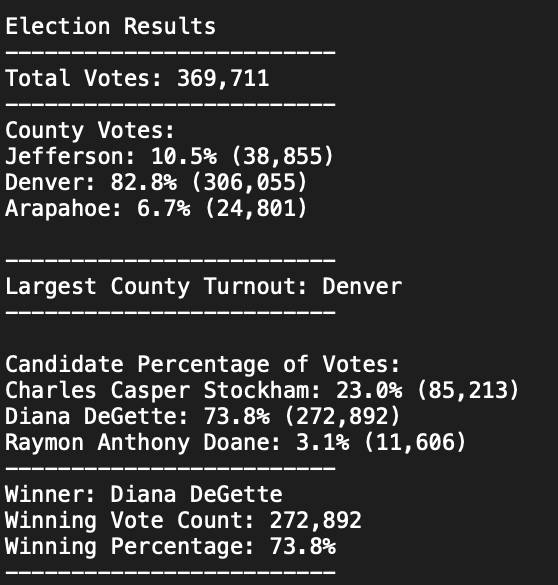 Election Results
-------------------------
Total Votes: 369,711
-------------------------
County Votes:
Jefferson: 10.5% (38,855)
Denver: 82.8% (306,055)
Arapahoe: 6.7% (24,801)
-------------------------
Largest County Turnout: Denver
-------------------------
Candidate Percentage of Votes:
Charles Casper Stockham: 23.0% (85,213)
Diana DeGette: 73.8% (272,892)
Raymon Anthony Doane: 3.1% (11,606)
-------------------------
Winner: Diana DeGette
Winning Vote Count: 272,892
Winning Percentage: 73.8%
-------------------------